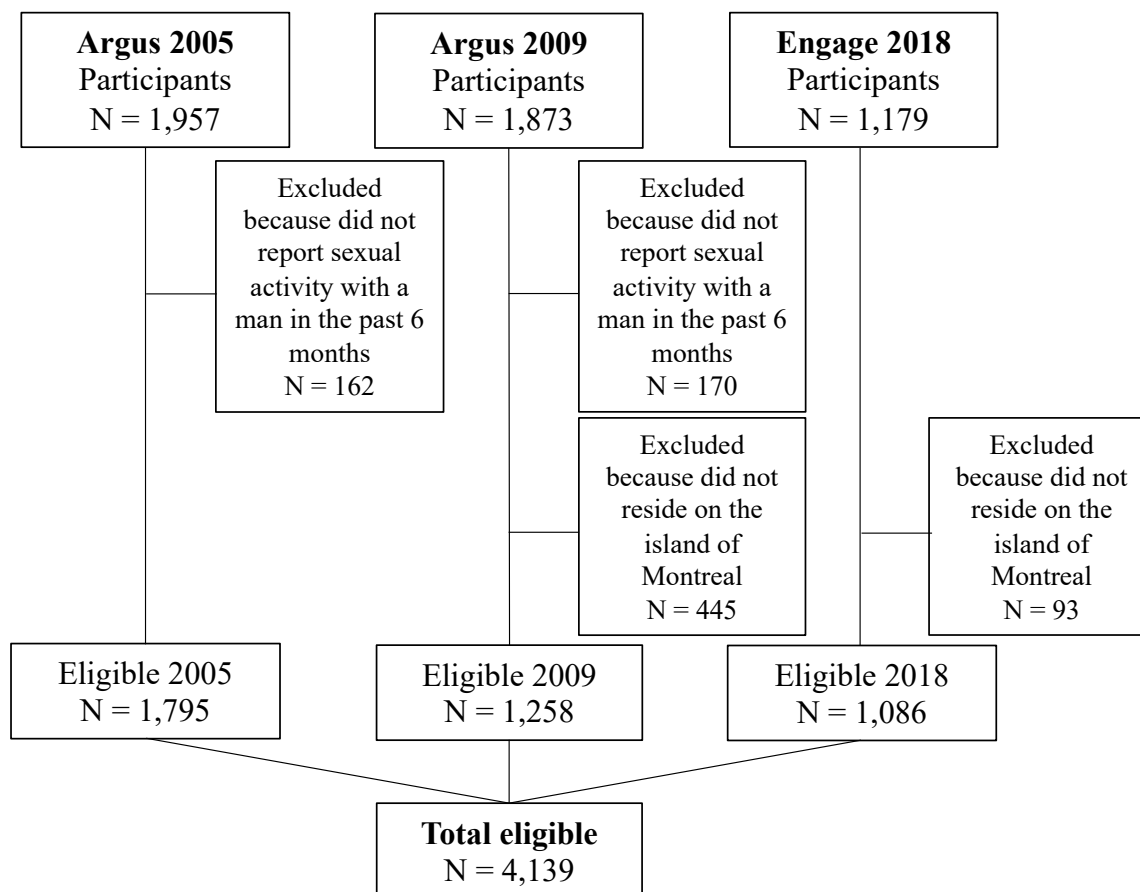 Argus 2005
Participants
N = 1,957
Argus 2009
Participants
N = 1,873
Engage 2018
Participants
N = 1,179
Excluded
because did not
report sexual
activity with a
man in the past 6
months
N = 162
Excluded
because did not
report sexual
activity with a
man in the past 6
months
N = 170
Excluded
because did not
reside on the
island of
Montreal
N = 445
Excluded
because did not
reside on the
island of
Montreal
N = 93
Eligible 2005
N = 1,795
Eligible 2009
N = 1,258
Eligible 2018
N = 1,086
Total eligible
N = 4,139